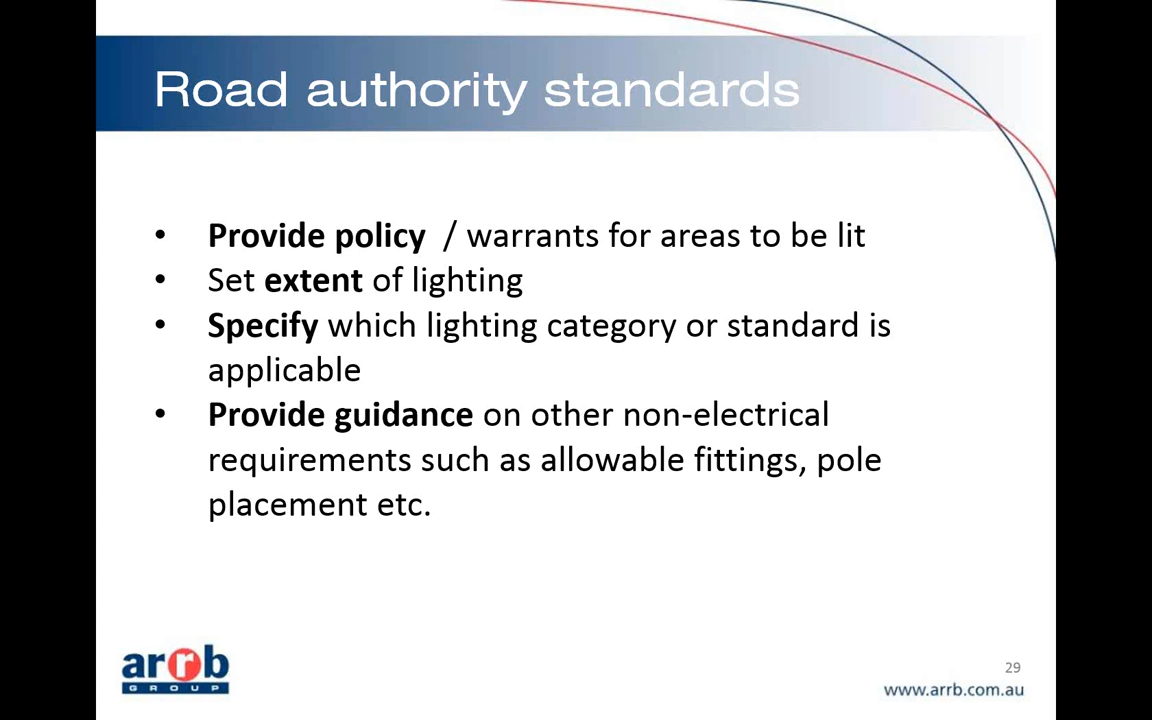 Road authority standards
• Provide policy / warrants for areas to be lit
• Set extent of lighting
• Specify which lighting category or standard is
applicable
• Provide guidance on other non-electrical
requirements such as allowable fittings, pole
placement etc.
arrb
GROUP
29
www.arrb.com.au